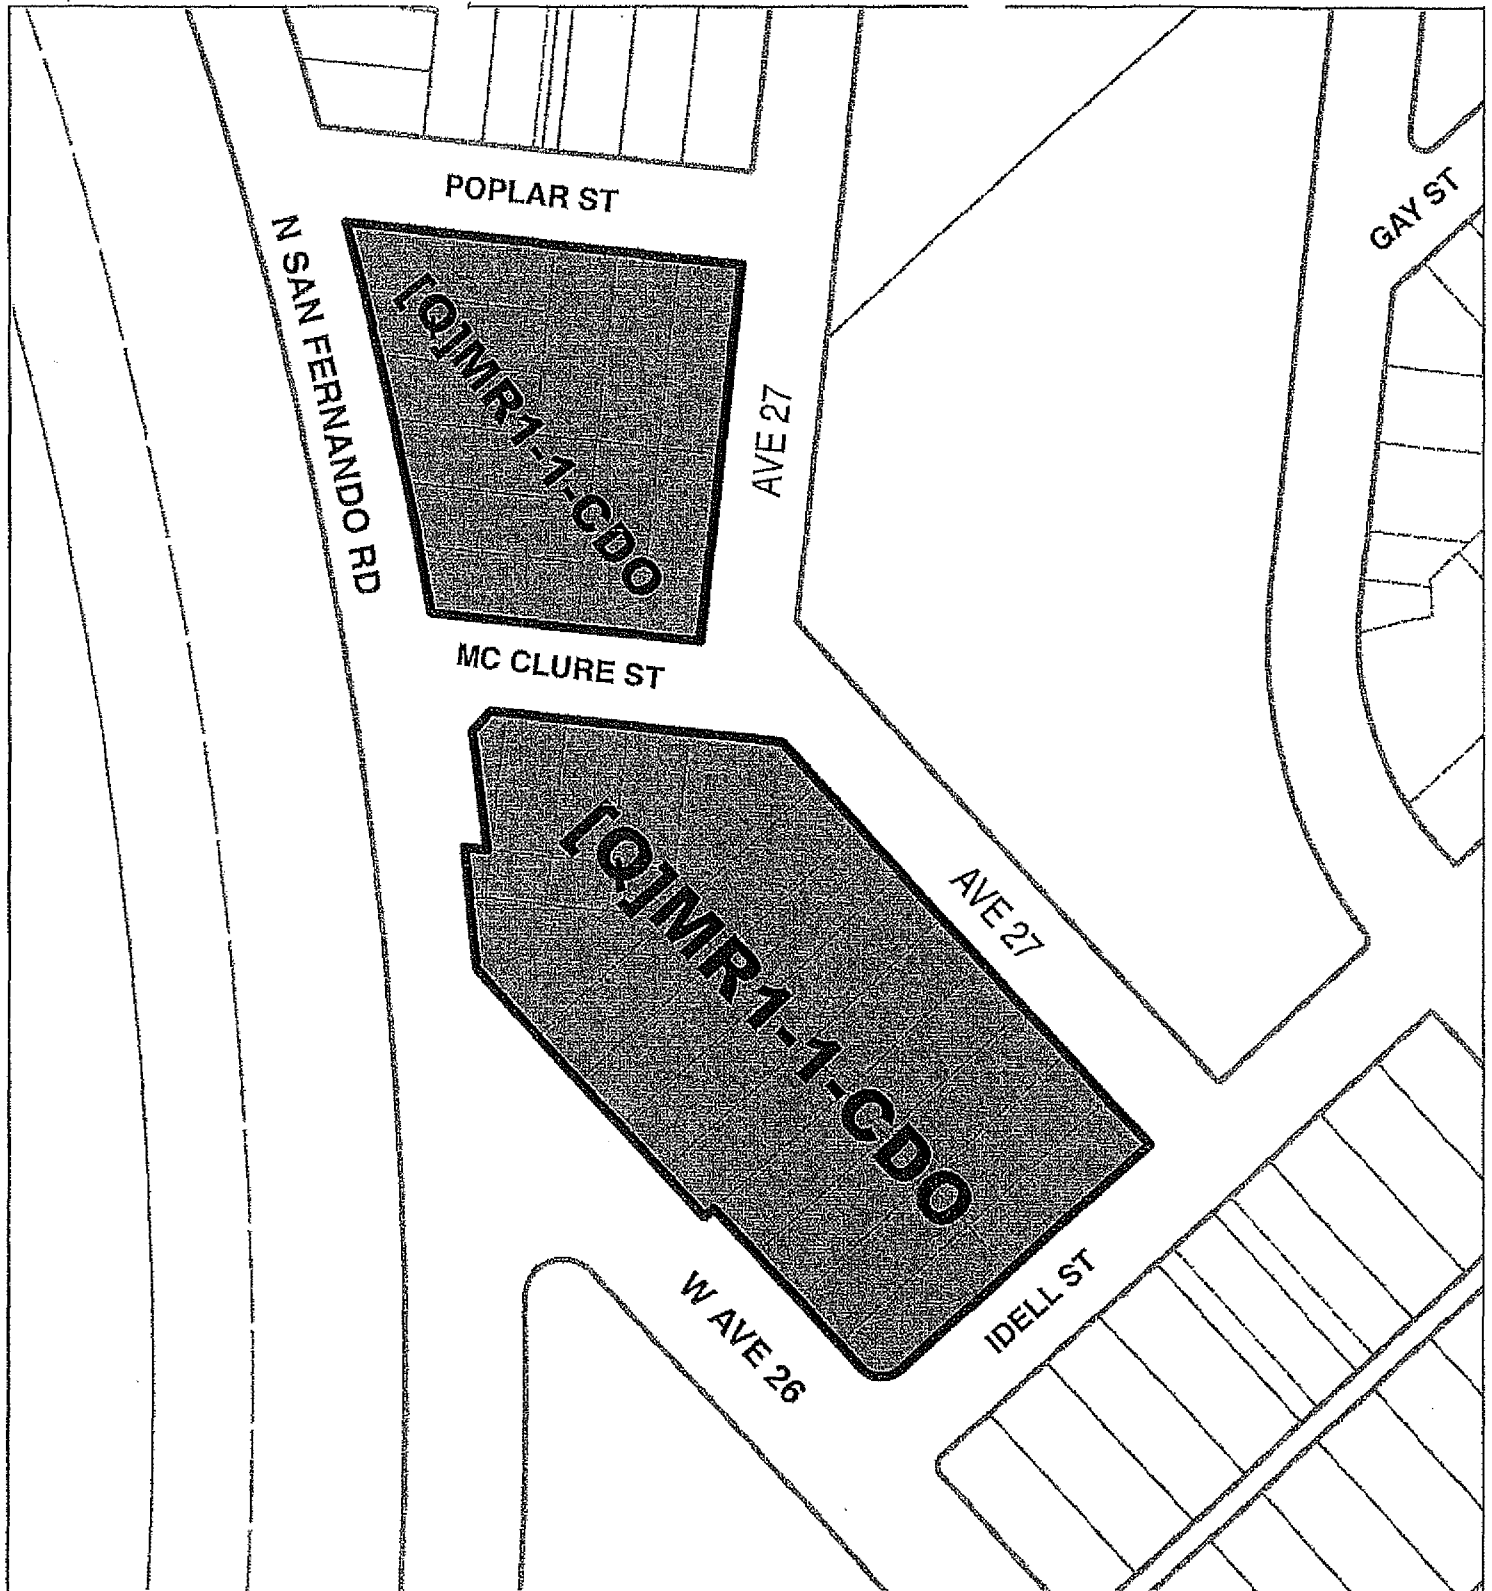 POPLAR ST
GAY ST
N SAN FERNANDO RD
[Q]MR1-1-CDO
AVE 27
MC CLURE ST
[Q]MR1-1-CDO
AVE 27
W AVE 26
IDELL ST